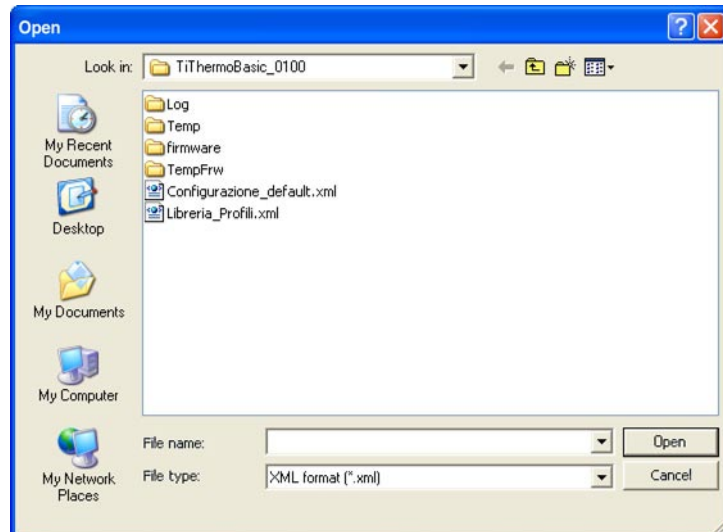 Open
Look in: TiThermoBasic_0100
My Recent
Documents
Desktop
My Documents
My Computer
My Network
Places
Log
Temp
firmware
TempFrw
Configurazione_default.xml
Libreria_Profili.xml
File name: Open
File type: XML format (*.xml) Cancel